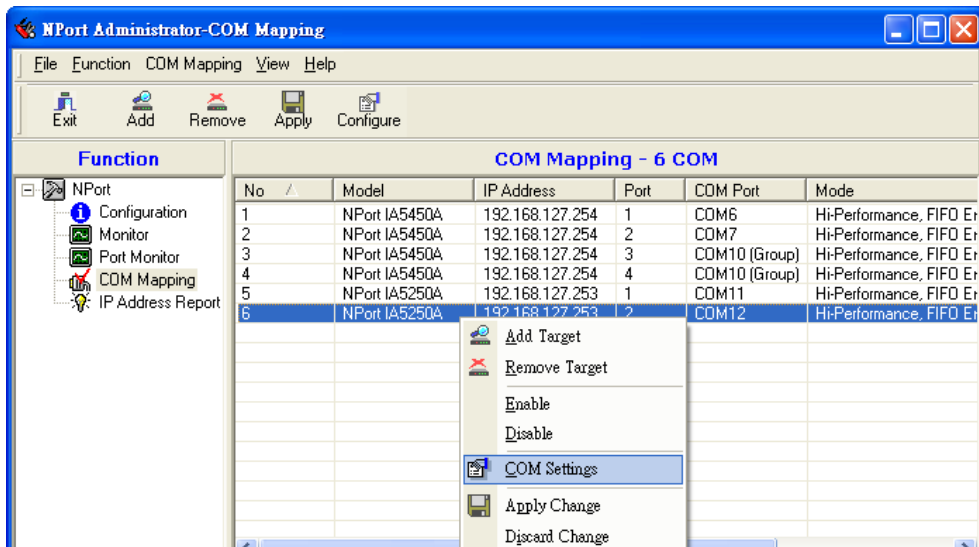 NPort Administrator-COM Mapping
File Function COM Mapping View Help
Exit Add Remove Apply Configure
Function
COM Mapping - 6 COM
NPort
Configuration
Monitor
Port Monitor
COM Mapping
IP Address Report
No Model IP Address Port COM Port Mode
1 NPort IA5450A 192.168.127.254 1 COM6 Hi-Performance, FIFO
2 NPort IA5450A 192.168.127.254 2 COM7 Hi-Performance, FIFO
3 NPort IA5450A 192.168.127.254 3 COM10 (Group) Hi-Performance, FIFO
4 NPort IA5450A 192.168.127.254 4 COM10 (Group) Hi-Performance, FIFO
5 NPort IA5250A 192.168.127.253 1 COM11 Hi-Performance, FIFO
6 NPort IA5250A 192.168.127.253 2 COM12 Hi-Performance, FIFO
Add Target
Remove Target
Enable
Disable
COM Settings
Apply Change
Discard Change